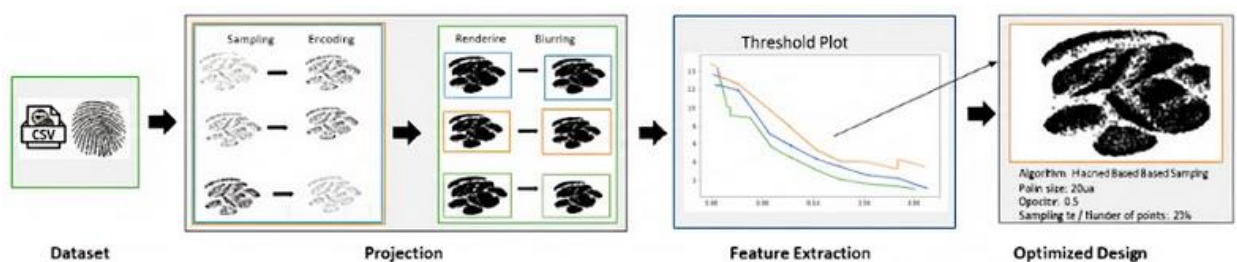 CSV
Dataset
Sampling
Encoding
Projection
Renderine
Blurring
Threshold Plot
Feature Extraction
Algorithm: Hacned Based Based Sampling
Polin size: 20ua
Opociter: 0.5
Sampling te / Nunder of points: 23%
Optimized Design